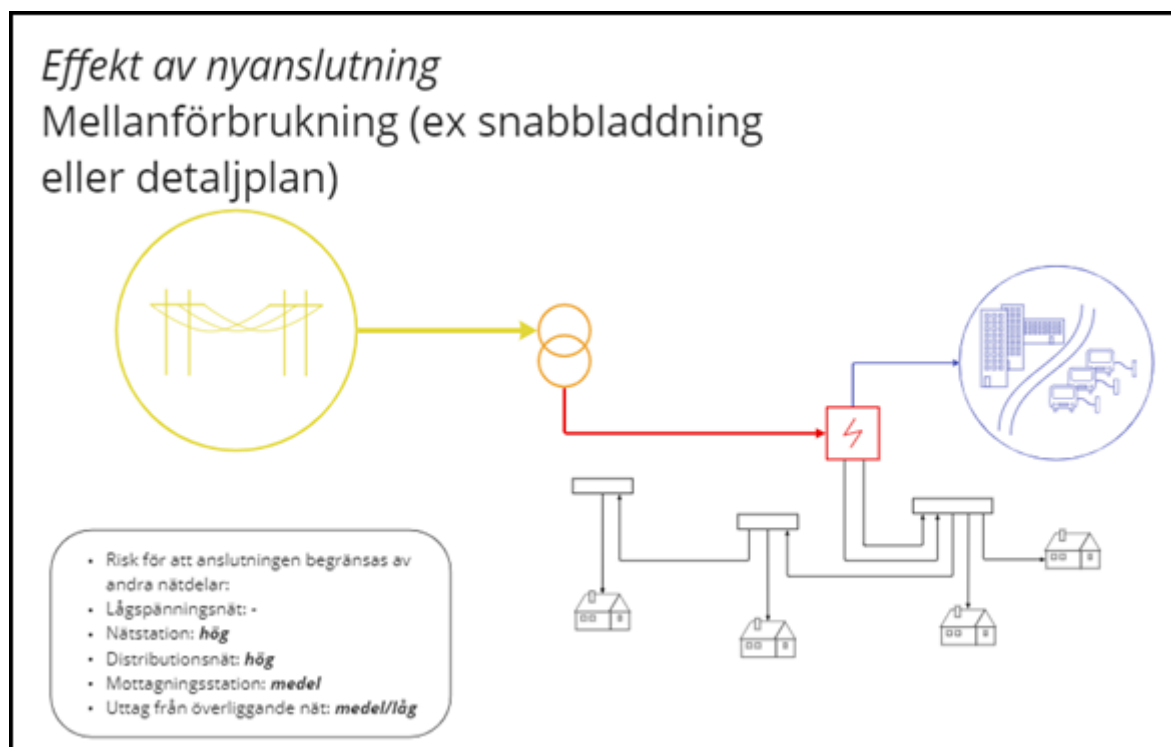 Effekt av nyanslutning
Mellanförbrukning (ex snabbladdning
eller detaljplan)
• Risk för att anslutningen begränsas av
andra nätdelar:
• Lågspänningsnät: -
• Nätstation: hög
• Distributionsnät: hög
• Mottagningsstation: medel
• Uttag från överliggande nät: medel/låg